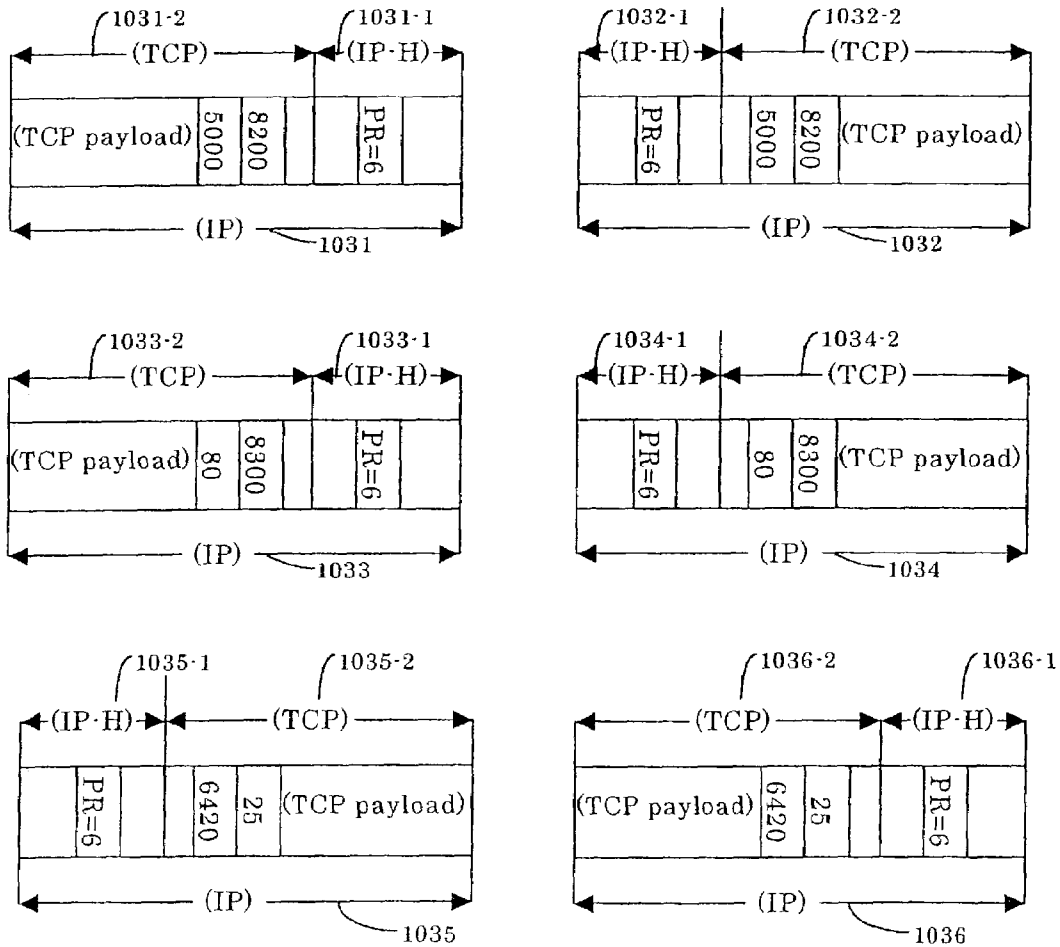 1031-2 1031-1
(TCP) (IP-H)
(TCP payload) 5000 8200 PR=6
(IP)
1031
1032-1 1032-2
(IP-H) (TCP)
PR=6 5000 8200 (TCP payload)
(IP)
1032
1033-2 1033-1
(TCP) (IP-H)
(TCP payload) 80 8300 PR=6
(IP)
1033
1034-1 1034-2
(IP-H) (TCP)
PR=6 80 8300 (TCP payload)
(IP)
1034
1035-1 1035-2
(IP-H) (TCP)
PR=6 6420 25 (TCP payload)
(IP)
1035
1036-2 1036-1
(TCP) (IP-H)
(TCP payload) 6420 25 PR=6
(IP)
1036